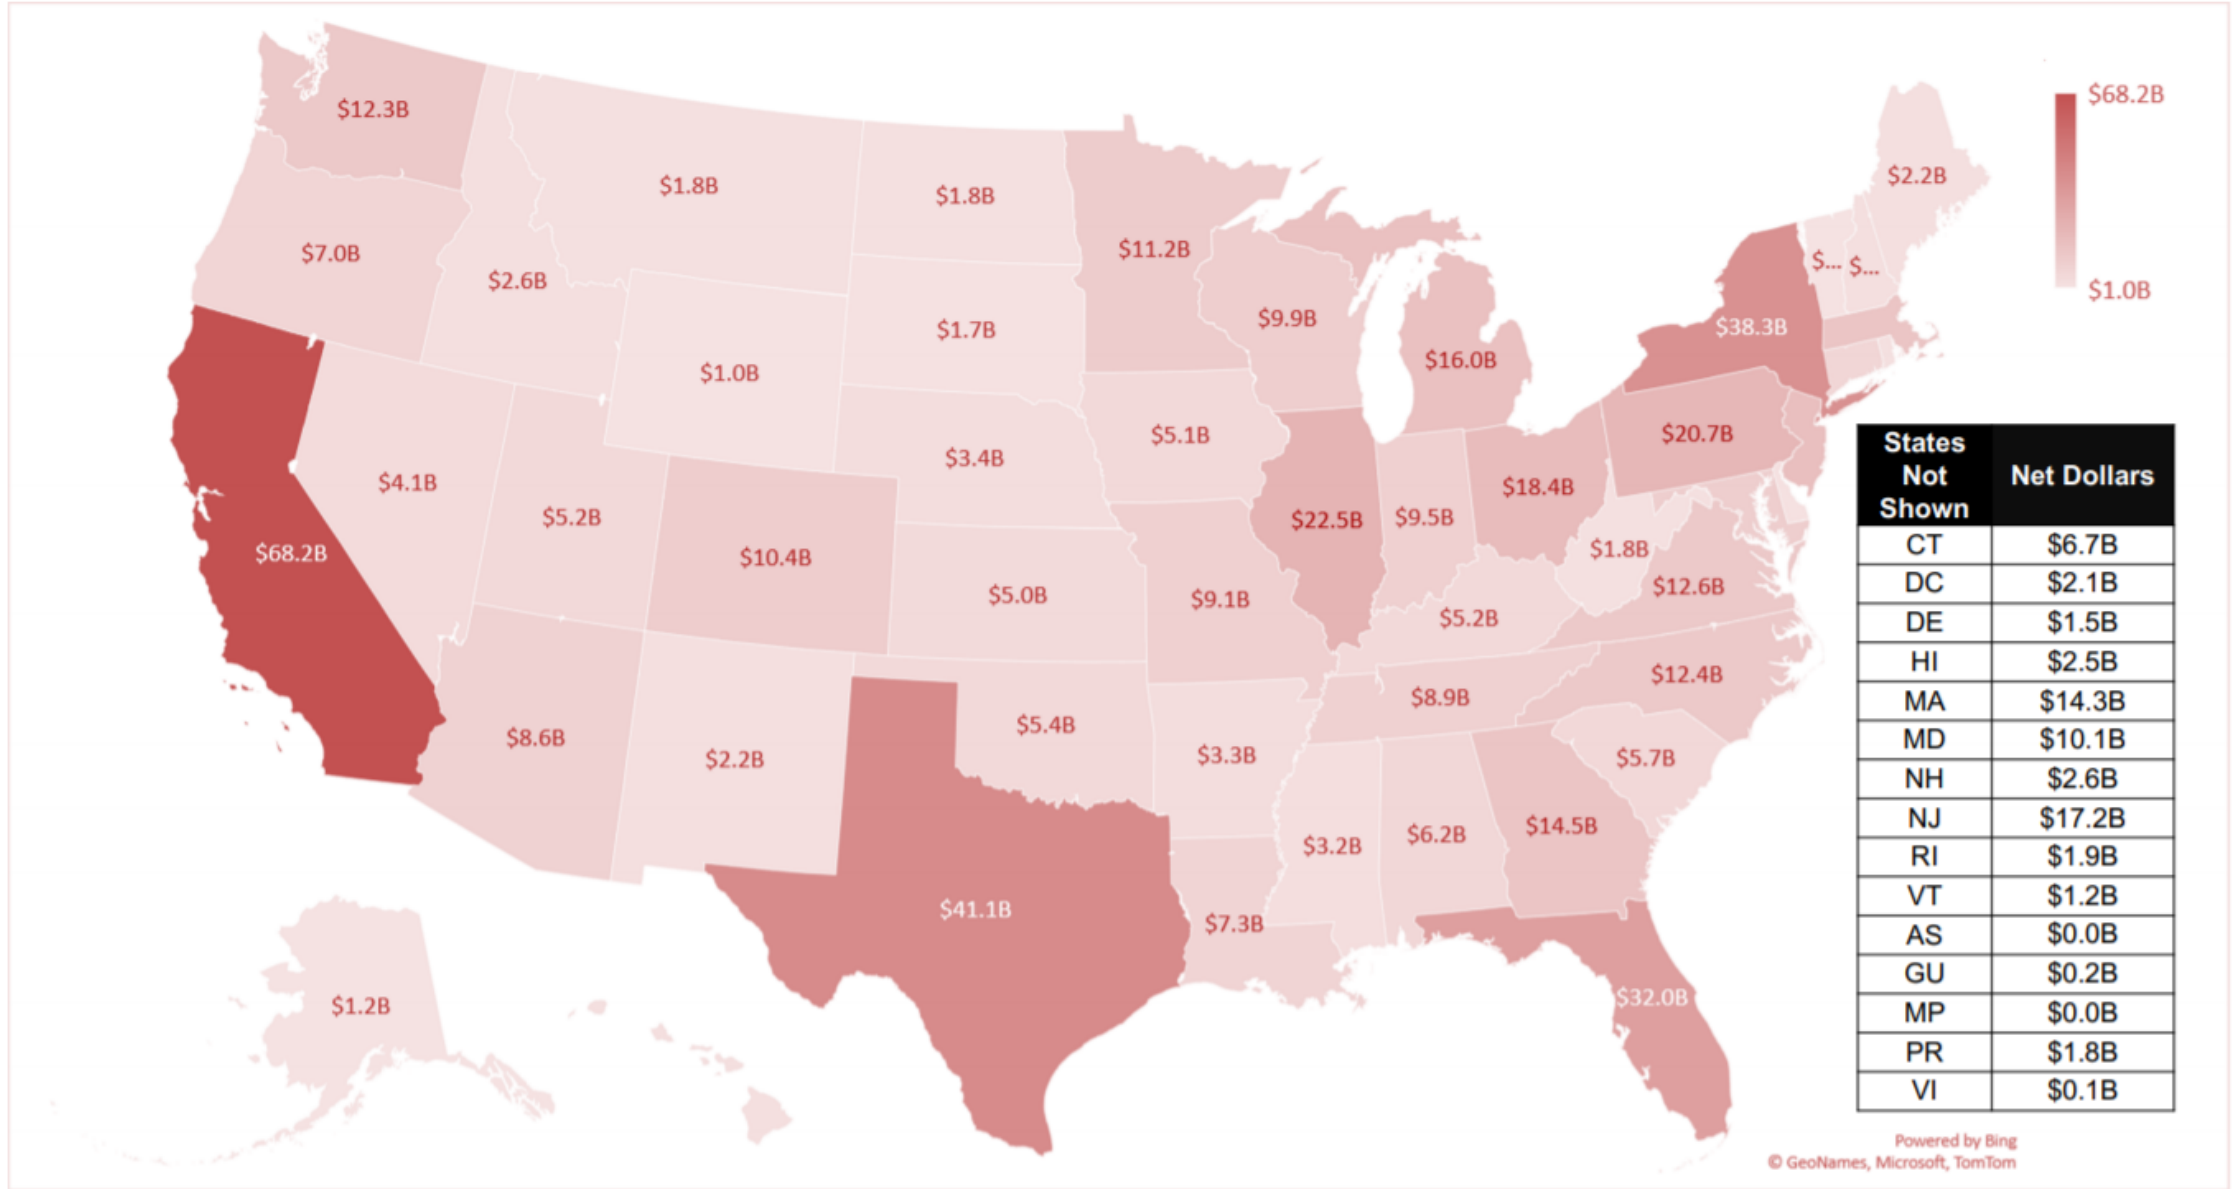 $68.2B
$1.0B
$12.3B
$7.0B
$2.6B
$1.8B
$1.8B
$11.2B
$2.2B
$...
$...
$1.7B
$9.9B
$16.0B
$38.3B
$1.0B
$5.1B
$20.7B
$3.4B
$4.1B
$5.2B
$18.4B
$22.5B
$9.5B
$68.2B
$10.4B
$1.8B
$5.0B
$9.1B
$12.6B
$5.2B
$12.4B
$8.9B
$8.6B
$2.2B
$5.4B
$3.3B
$5.7B
$3.2B
$6.2B
$14.5B
$41.1B
$7.3B
$32.0B
$1.2B
States
Not
Shown
Net Dollars
CT $6.7B
DC $2.1B
DE $1.5B
HI $2.5B
MA $14.3B
MD $10.1B
NH $2.6B
NJ $17.2B
RI $1.9B
VT $1.2B
AS $0.0B
GU $0.2B
MP $0.0B
PR $1.8B
VI $0.1B
Powered by Bing
© GeoNames, Microsoft, TomTom